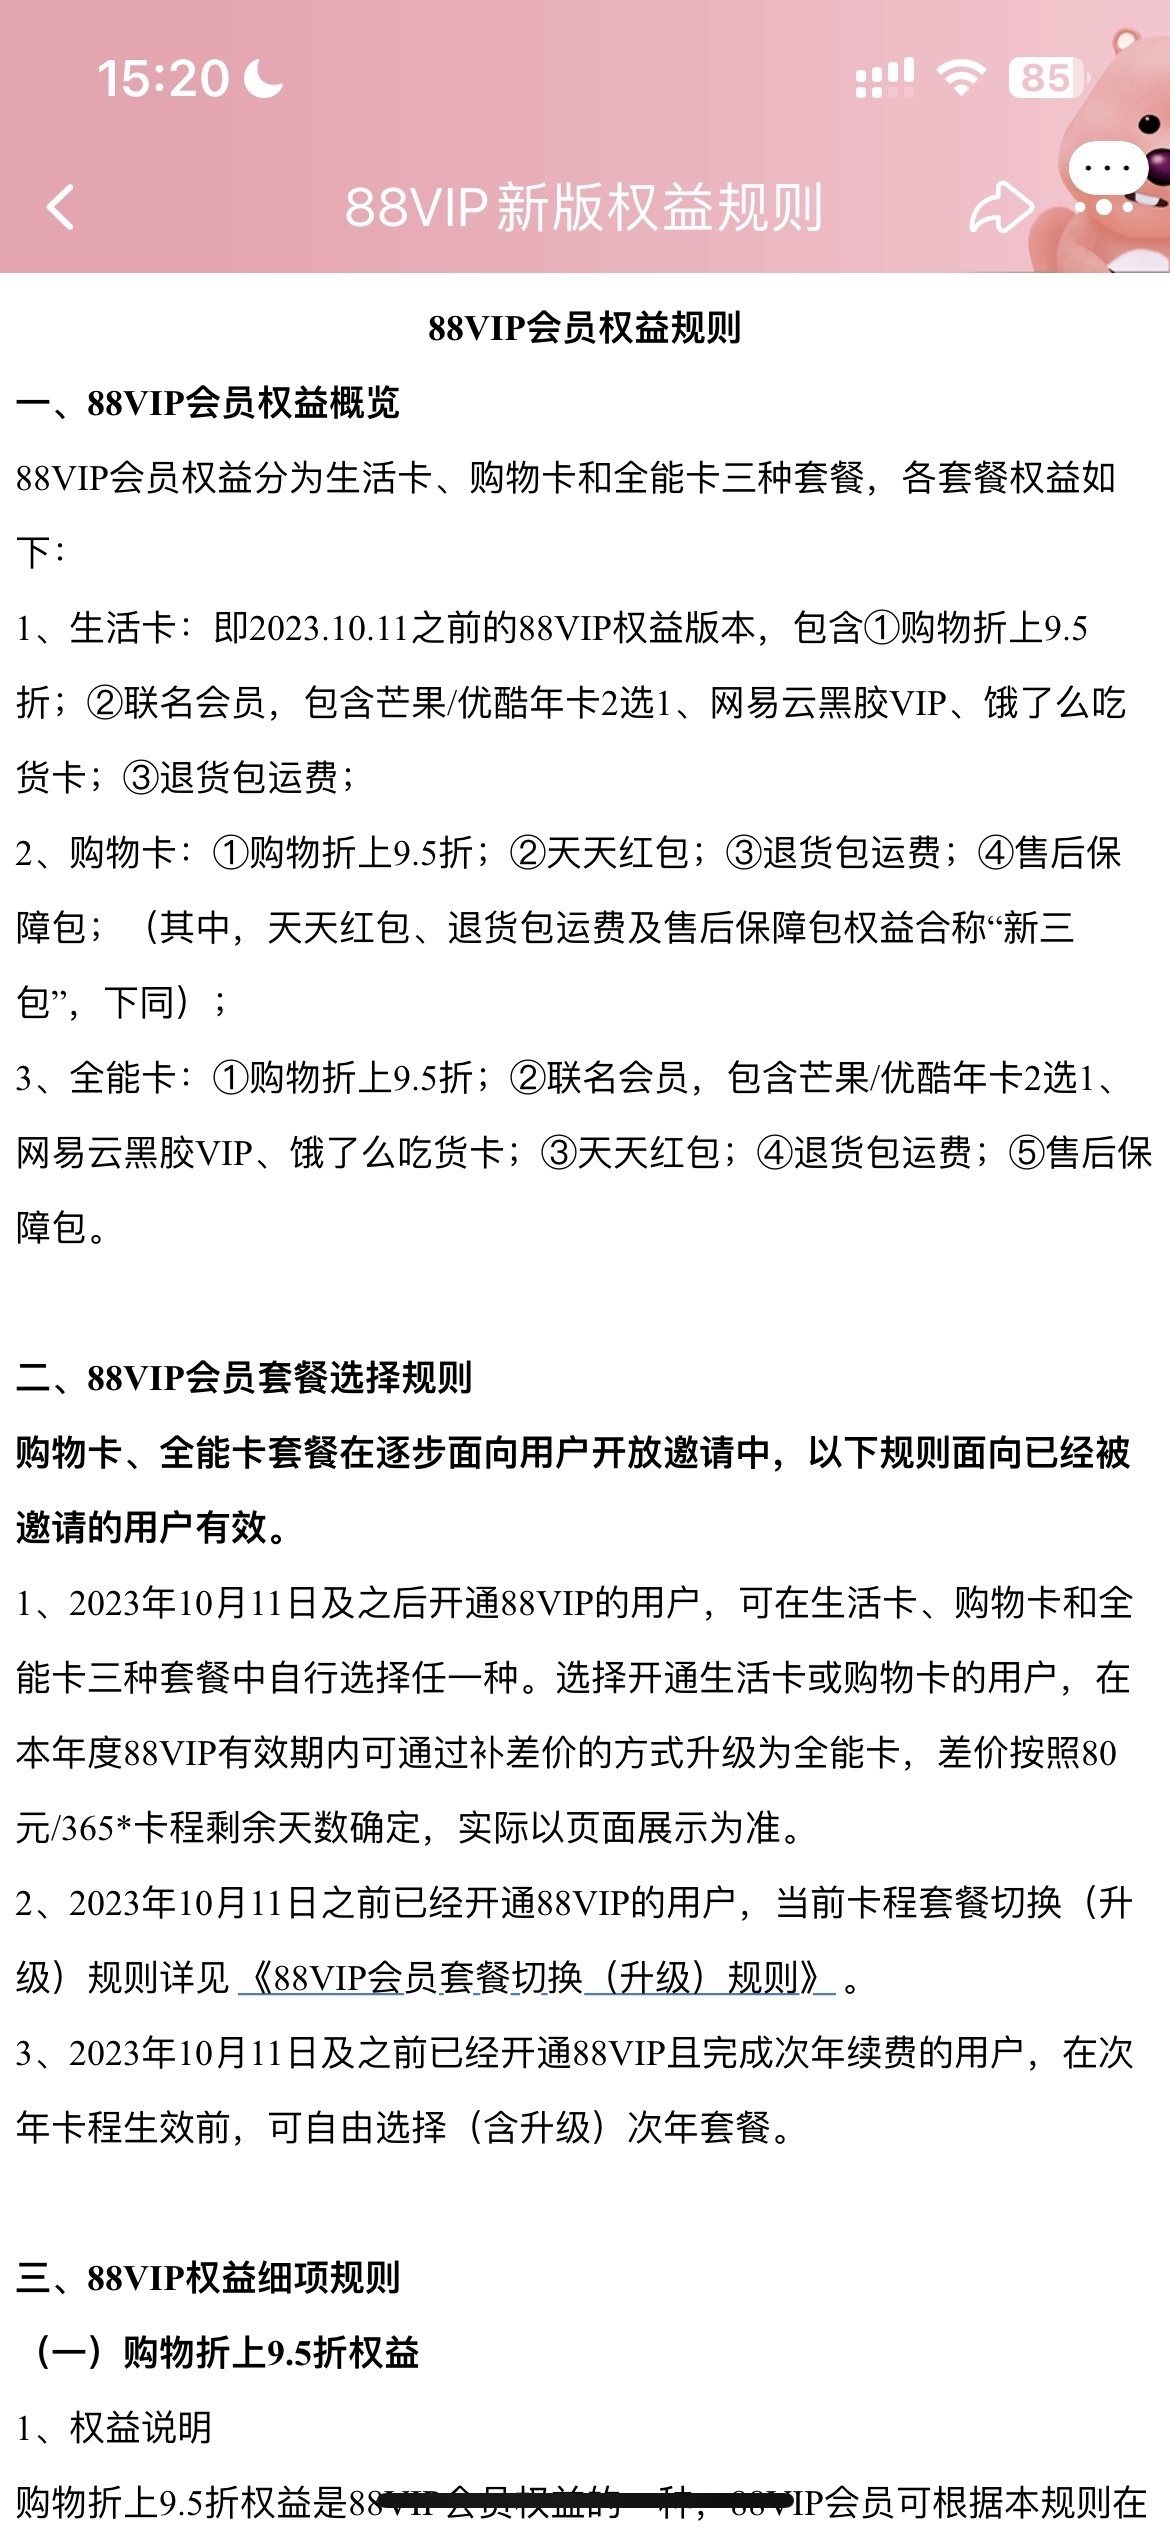 15:20
85
88VIP新版权益规则
88VIP会员权益规则
一、88VIP会员权益概览
88VIP会员权益分为生活卡、购物卡和全能卡三种套餐，各套餐权益如
下：
1、生活卡：即2023.10.11之前的88VIP权益版本，包含①购物折上9.5
折；②联名会员，包含芒果/优酷年卡2选1、网易云黑胶VIP、饿了么吃
货卡；③退货包运费；
2、购物卡：①购物折上9.5折；②天天红包；③退货包运费；④售后保
障包；（其中，天天红包、退货包运费及售后保障包权益合称“新三
包”，下同）；
3、全能卡：①购物折上9.5折；②联名会员，包含芒果/优酷年卡2选1、
网易云黑胶VIP、饿了么吃货卡；③天天红包；④退货包运费；⑤售后保
障包。
二、88VIP会员套餐选择规则
购物卡、全能卡套餐在逐步面向用户开放邀请中，以下规则面向已经被
邀请的用户有效。
1、2023年10月11日及之后开通88VIP的用户，可在生活卡、购物卡和全
能卡三种套餐中自行选择任一种。选择开通生活卡或购物卡的用户，在
本年度88VIP有效期内可通过补差价的方式升级为全能卡，差价按照80
元/365*卡程剩余天数确定，实际以页面展示为准。
2、2023年10月11日之前已经开通88VIP的用户，当前卡程套餐切换（升
级）规则详见《88VIP会员套餐切换（升级）规则》。
3、2023年10月11日及之前已经开通88VIP且完成次年续费的用户，在次
年卡程生效前，可自由选择（含升级）次年套餐。
三、88VIP权益细项规则
（一）购物折上9.5折权益
1、权益说明
购物折上9.5折权益是88VIP会员权益的一种，88VIP会员可根据本规则在